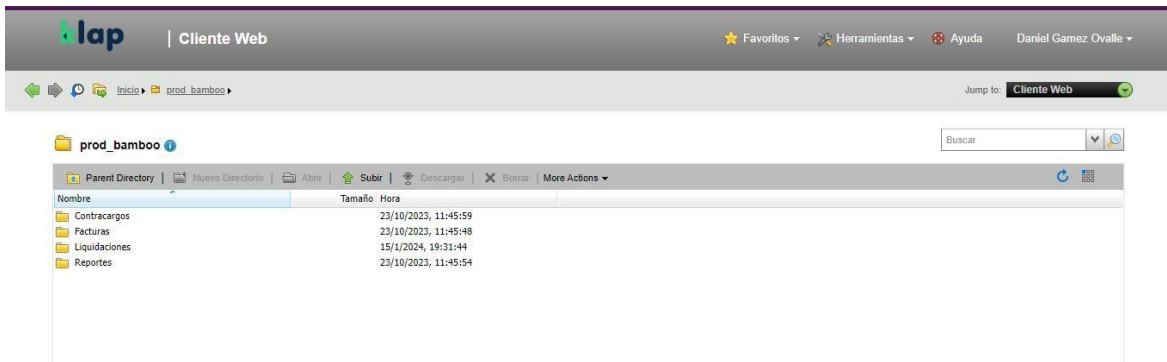 klap | Cliente Web Favoritos Herramientas Ayuda Daniel Gamez Ovalle
Inicio prod_bamboo Jump to: Cliente Web
prod_bamboo Buscar
Parent Directory | Nuevo Directorio | Abrir | Subir | Descargar | Borrar | More Actions
Nombre Tamaño Hora
Contracargos 23/10/2023, 11:45:59
Facturas 23/10/2023, 11:45:48
Liquidaciones 15/1/2024, 19:31:44
Reportes 23/10/2023, 11:45:54